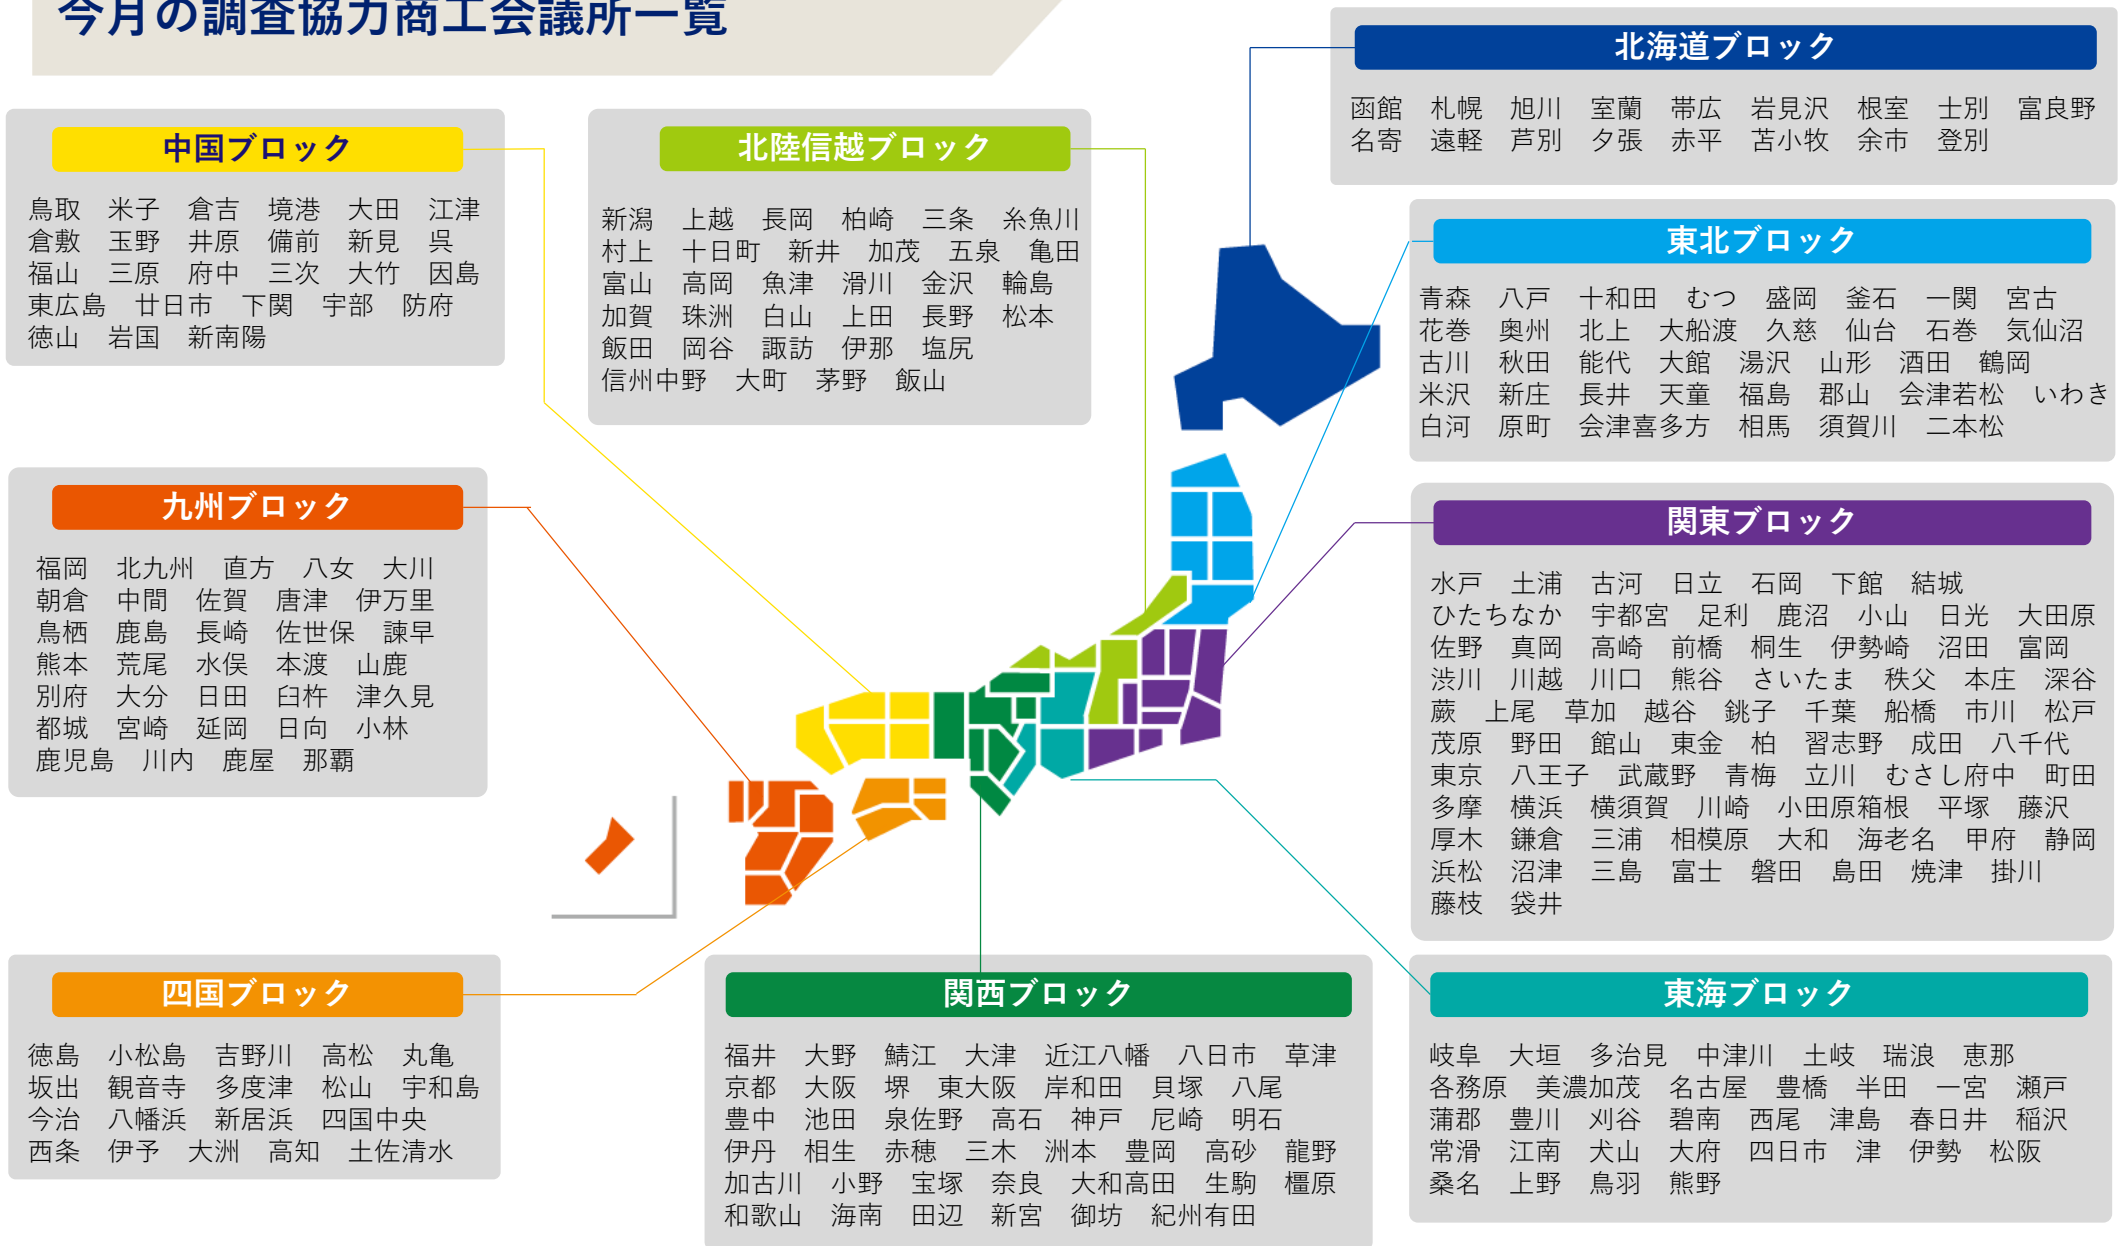 今月の調査協力商工会議所一覧
北海道ブロック
函館 札幌 旭川 室蘭 帯広 岩見沢 根室 士別 富良野
名寄 遠軽 芦別 夕張 赤平 苫小牧 余市 登別
中国ブロック
鳥取 米子 倉吉 境港 大田 江津
倉敷 玉野 井原 備前 新見 呉
福山 三原 府中 三次 大竹 因島
東広島 廿日市 下関 宇部 防府
徳山 岩国 新南陽
北陸信越ブロック
新潟 上越 長岡 柏崎 三条 糸魚川
村上 十日町 新井 加茂 五泉 亀田
富山 高岡 魚津 滑川 金沢 輪島
加賀 珠洲 白山 上田 長野 松本
飯田 岡谷 諏訪 伊那 塩尻
信州中野 大町 茅野 飯山
東北ブロック
青森 八戸 十和田 むつ 盛岡 釜石 一関 宮古
花巻 奥州 北上 大船渡 久慈 仙台 石巻 気仙沼
古川 秋田 能代 大館 湯沢 山形 酒田 鶴岡
米沢 新庄 長井 天童 福島 郡山 会津若松 いわき
白河 原町 会津喜多方 相馬 須賀川 二本松
九州ブロック
福岡 北九州 直方 八女 大川
朝倉 中間 佐賀 唐津 伊万里
鳥栖 鹿島 長崎 佐世保 諫早
熊本 荒尾 水俣 本渡 山鹿
別府 大分 日田 臼杵 津久見
都城 宮崎 延岡 日向 小林
鹿児島 川内 鹿屋 那覇
関東ブロック
水戸 土浦 古河 日立 石岡 下館 結城
ひたちなか 宇都宮 足利 鹿沼 小山 日光 大田原
佐野 真岡 高崎 前橋 桐生 伊勢崎 沼田 富岡
渋川 川越 川口 熊谷 さいたま 秩父 本庄 深谷
蕨 上尾 草加 越谷 銚子 千葉 船橋 市川 松戸
茂原 野田 館山 東金 柏 習志野 成田 八千代
東京 八王子 武蔵野 青梅 立川 むさし府中 町田
多摩 横浜 横須賀 川崎 小田原箱根 平塚 藤沢
厚木 鎌倉 三浦 相模原 大和 海老名 甲府 静岡
浜松 沼津 三島 富士 磐田 島田 焼津 掛川
藤枝 袋井
四国ブロック
徳島 小松島 吉野川 高松 丸亀
坂出 観音寺 多度津 松山 宇和島
今治 八幡浜 新居浜 四国中央
西条 伊予 大洲 高知 土佐清水
関西ブロック
福井 大野 鯖江 大津 近江八幡 八日市 草津
京都 大阪 堺 東大阪 岸和田 貝塚 八尾
豊中 池田 泉佐野 高石 神戸 尼崎 明石
伊丹 相生 赤穂 三木 洲本 豊岡 高砂 龍野
加古川 小野 宝塚 奈良 大和高田 生駒 橿原
和歌山 海南 田辺 新宮 御坊 紀州有田
東海ブロック
岐阜 大垣 多治見 中津川 土岐 瑞浪 恵那
各務原 美濃加茂 名古屋 豊橋 半田 一宮 瀬戸
蒲郡 豊川 刈谷 碧南 西尾 津島 春日井 稲沢
常滑 江南 犬山 大府 四日市 津 伊勢 松阪
桑名 上野 鳥羽 熊野